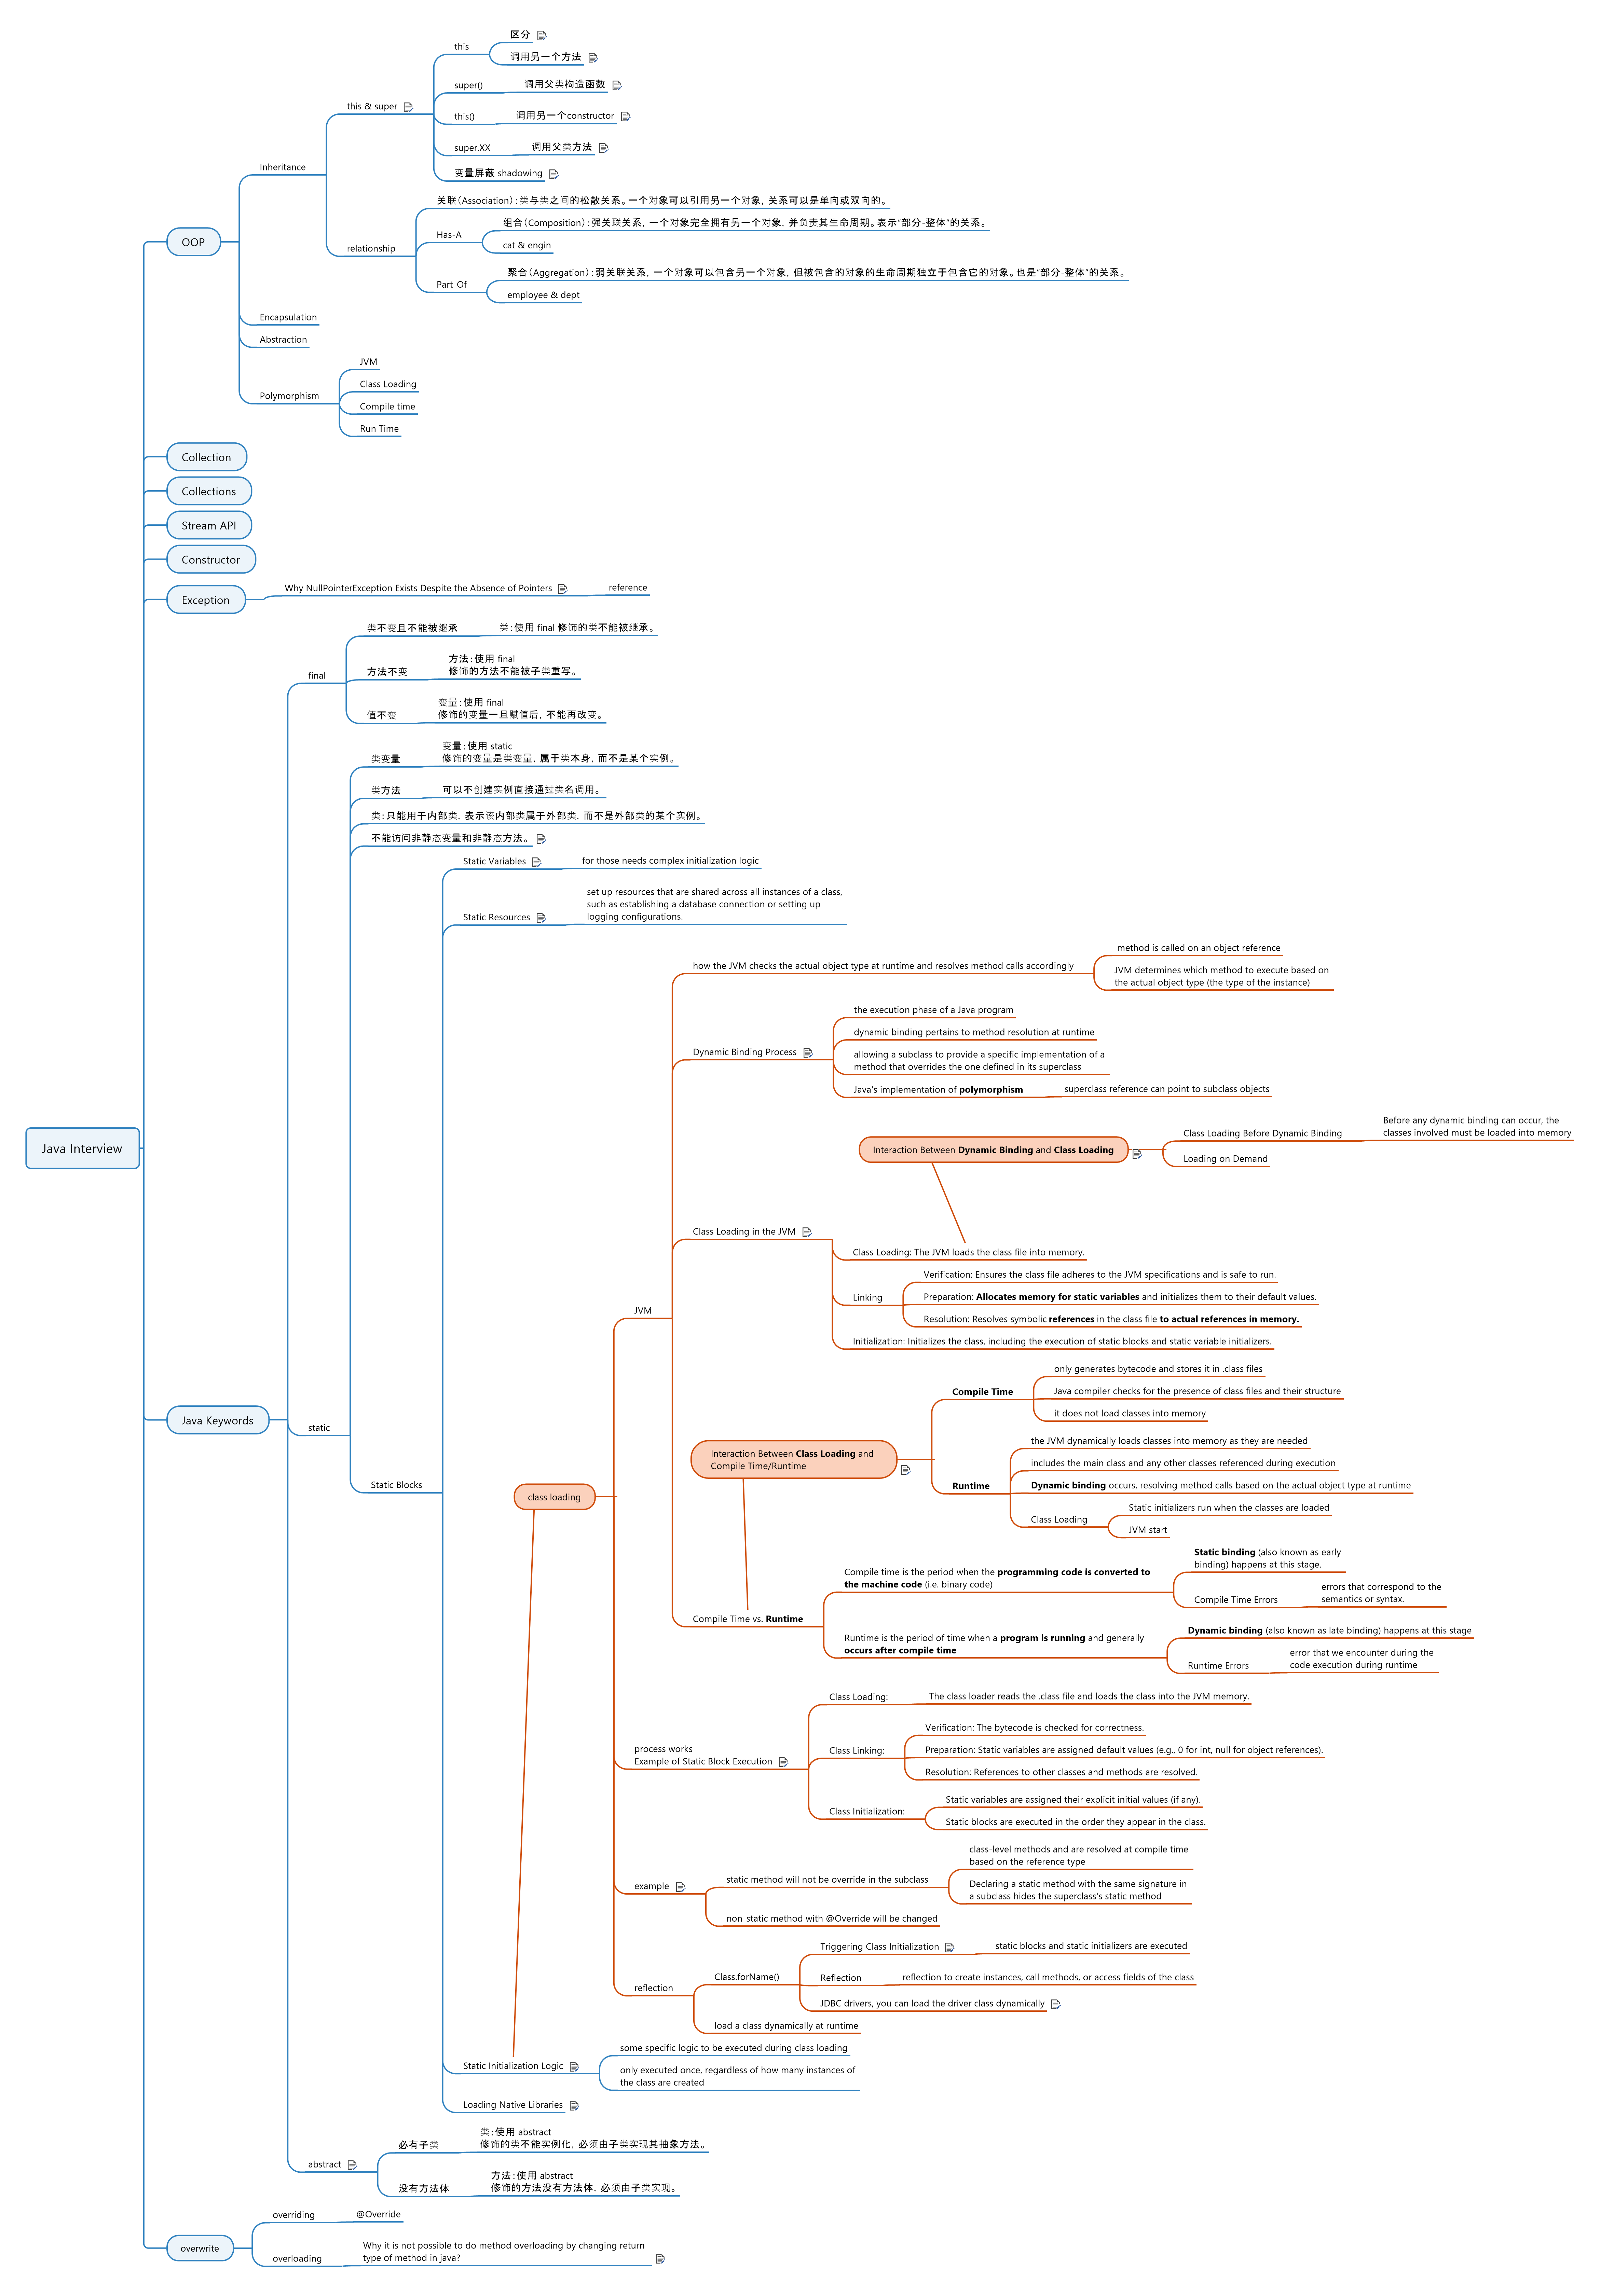 Java Interview
OOP
Inheritance
this & super
this
区分
调用另一个方法
super()
调用父类构造函数
this()
调用另一个constructor
super.XX
调用父类方法
变量屏蔽 shadowing
relationship
关联（Association）：类与类之间的松散关系。一个对象可以引用另一个对象，关系可以是单向或双向的。
Has-A
组合（Composition）：强关联关系，一个对象完全拥有另一个对象，并负责其生命周期。表示“部分-整体”的关系。
cat & engin
Part-Of
聚合（Aggregation）：弱关联关系，一个对象可以包含另一个对象，但被包含的对象的生命周期独立于包含它的对象。也是“部分-整体”的关系。
employee & dept
Encapsulation
Abstraction
Polymorphism
JVM
Class Loading
Compile time
Run Time
Collection
Collections
Stream API
Constructor
Exception
Why NullPointerException Exists Despite the Absence of Pointers
reference
Java Keywords
final
类不变且不能被继承
类：使用 final 修饰的类不能被继承。
方法不变
方法：使用 final
修饰的方法不能被子类重写。
值不变
变量：使用 final
修饰的变量一旦赋值后，不能再改变。
static
类变量
变量：使用 static
修饰的变量是类变量，属于类本身，而不是某个实例。
类方法
可以不创建实例直接通过类名调用。
类：只能用于内部类，表示该内部类属于外部类，而不是外部类的某个实例。
不能访问非静态变量和非静态方法。
Static Blocks
Static Variables
for those needs complex initialization logic
Static Resources
set up resources that are shared across all instances of a class,
such as establishing a database connection or setting up
logging configurations.
class loading
JVM
how the JVM checks the actual object type at runtime and resolves method calls accordingly
method is called on an object reference
JVM determines which method to execute based on
the actual object type (the type of the instance)
Dynamic Binding Process
the execution phase of a Java program
dynamic binding pertains to method resolution at runtime
allowing a subclass to provide a specific implementation of a
method that overrides the one defined in its superclass
Java's implementation of polymorphism
superclass reference can point to subclass objects
Interaction Between Dynamic Binding and Class Loading
Class Loading Before Dynamic Binding
Before any dynamic binding can occur, the
classes involved must be loaded into memory
Loading on Demand
Class Loading in the JVM
Class Loading: The JVM loads the class file into memory.
Linking
Verification: Ensures the class file adheres to the JVM specifications and is safe to run.
Preparation: Allocates memory for static variables and initializes them to their default values.
Resolution: Resolves symbolic references in the class file to actual references in memory.
Initialization: Initializes the class, including the execution of static blocks and static variable initializers.
Interaction Between Class Loading and
Compile Time/Runtime
Compile Time
only generates bytecode and stores it in .class files
Java compiler checks for the presence of class files and their structure
it does not load classes into memory
Runtime
the JVM dynamically loads classes into memory as they are needed
includes the main class and any other classes referenced during execution
Dynamic binding occurs, resolving method calls based on the actual object type at runtime
Class Loading
Static initializers run when the classes are loaded
JVM start
Compile Time vs. Runtime
Compile time is the period when the programming code is converted to
the machine code (i.e. binary code)
Static binding (also known as early
binding) happens at this stage.
Compile Time Errors
errors that correspond to the
semantics or syntax.
Runtime is the period of time when a program is running and generally
occurs after compile time
Dynamic binding (also known as late binding) happens at this stage
Runtime Errors
error that we encounter during the
code execution during runtime
process works
Example of Static Block Execution
Class Loading:
The class loader reads the .class file and loads the class into the JVM memory.
Class Linking:
Verification: The bytecode is checked for correctness.
Preparation: Static variables are assigned default values (e.g., 0 for int, null for object references).
Resolution: References to other classes and methods are resolved.
Class Initialization:
Static variables are assigned their explicit initial values (if any).
Static blocks are executed in the order they appear in the class.
example
static method will not be override in the subclass
class-level methods and are resolved at compile time
based on the reference type
Declaring a static method with the same signature in
a subclass hides the superclass's static method
non-static method with @Override will be changed
reflection
Class.forName()
Triggering Class Initialization
static blocks and static initializers are executed
Reflection
reflection to create instances, call methods, or access fields of the class
JDBC drivers, you can load the driver class dynamically
load a class dynamically at runtime
Static Initialization Logic
some specific logic to be executed during class loading
only executed once, regardless of how many instances of
the class are created
Loading Native Libraries
abstract
必有子类
类：使用 abstract
修饰的类不能实例化，必须由子类实现其抽象方法。
没有方法体
方法：使用 abstract
修饰的方法没有方法体，必须由子类实现。
overwrite
overriding
@Override
overloading
Why it is not possible to do method overloading by changing return
type of method in java?